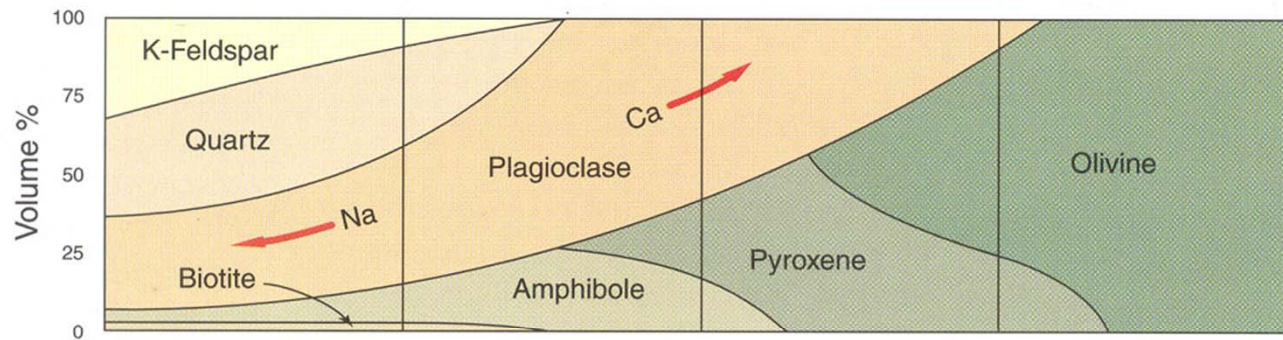 100
75
50
25
0
Volume %
K-Feldspar
Quartz
Plagioclase
Ca
Na
Biotite
Amphibole
Pyroxene
Olivine